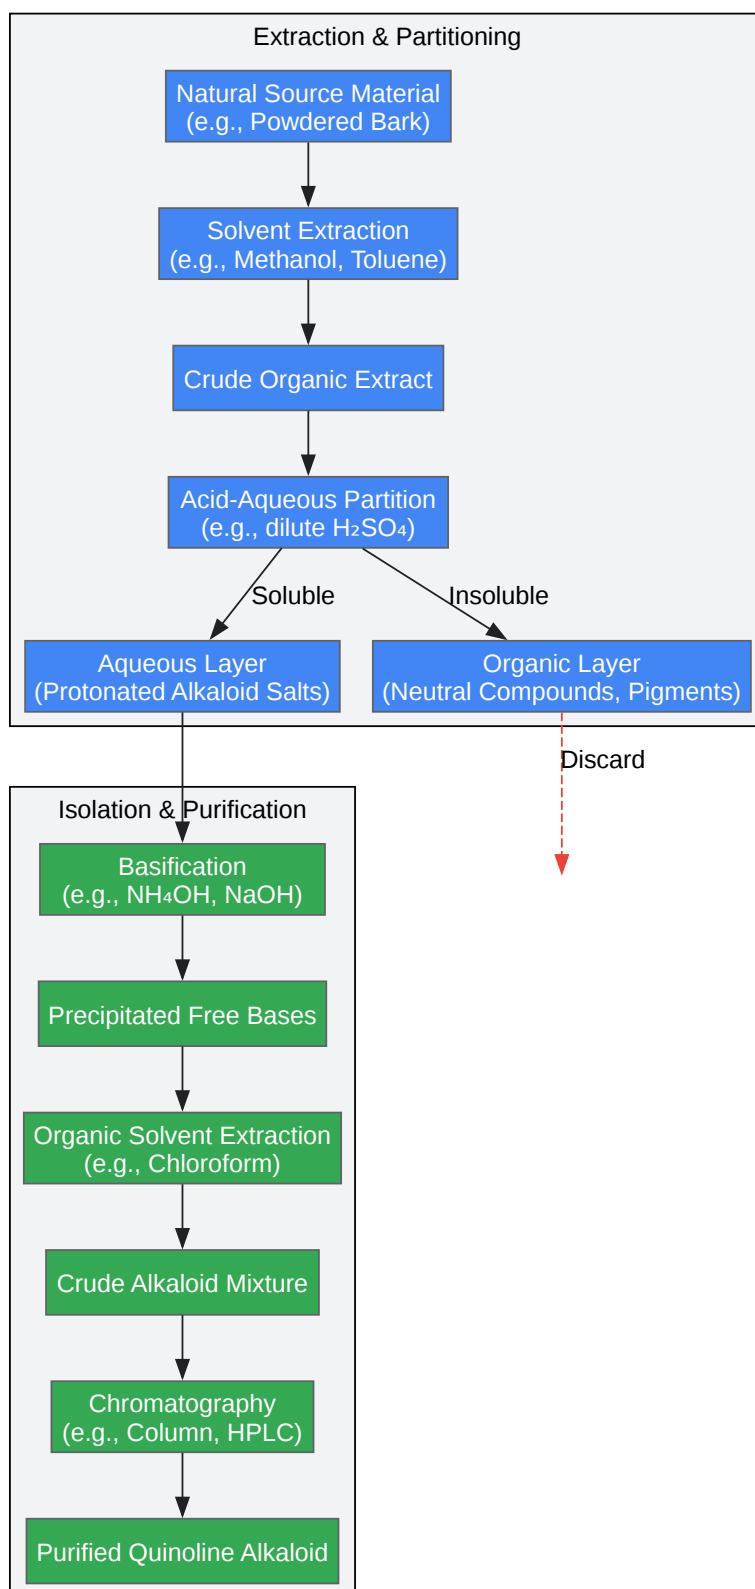 Extraction & Partitioning
Natural Source Material
(e.g., Powdered Bark)
Solvent Extraction
(e.g., Methanol, Toluene)
Crude Organic Extract
Acid-Aqueous Partition
(e.g., dilute H₂SO₄)
Soluble
Insoluble
Aqueous Layer
(Protonated Alkaloid Salts)
Organic Layer
(Neutral Compounds, Pigments)
Discard
Isolation & Purification
Basification
(e.g., NH₄OH, NaOH)
Precipitated Free Bases
Organic Solvent Extraction
(e.g., Chloroform)
Crude Alkaloid Mixture
Chromatography
(e.g., Column, HPLC)
Purified Quinoline Alkaloid